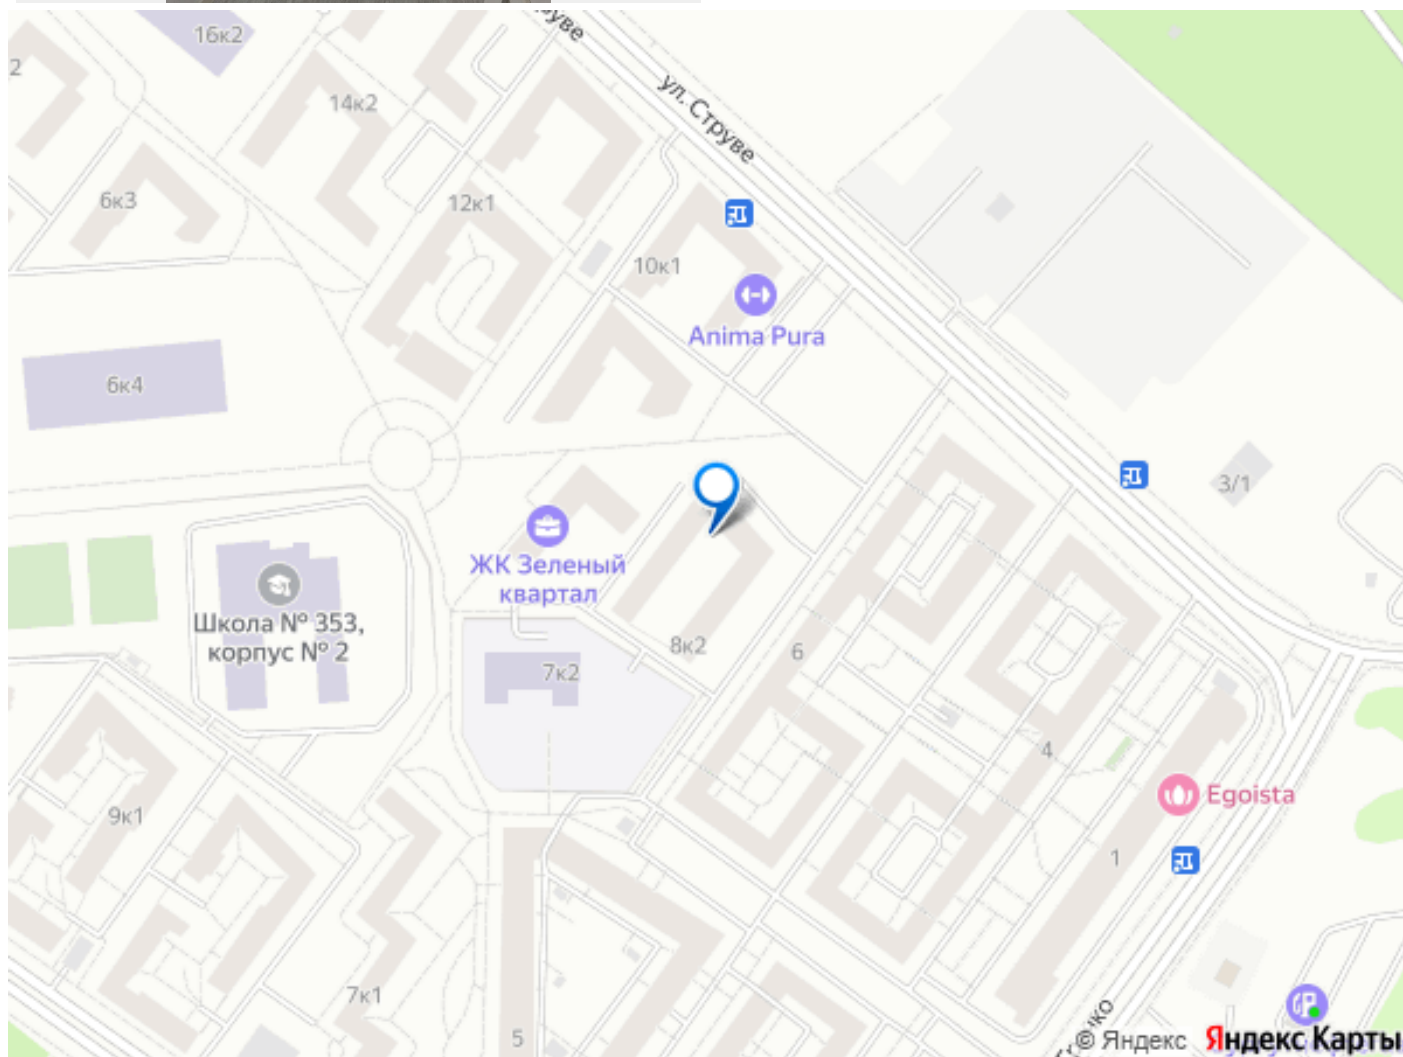 16к2
уве
2
14к2
ул. Струве
6к3
12к1
10к1
Anima Pura
6к4
3/1
ЖК Зеленый
квартал
Школа № 353,
корпус № 2
8к2
6
7к2
4
Egoista
9к1
1
7к1
5
© Яндекс
Яндекс Карты